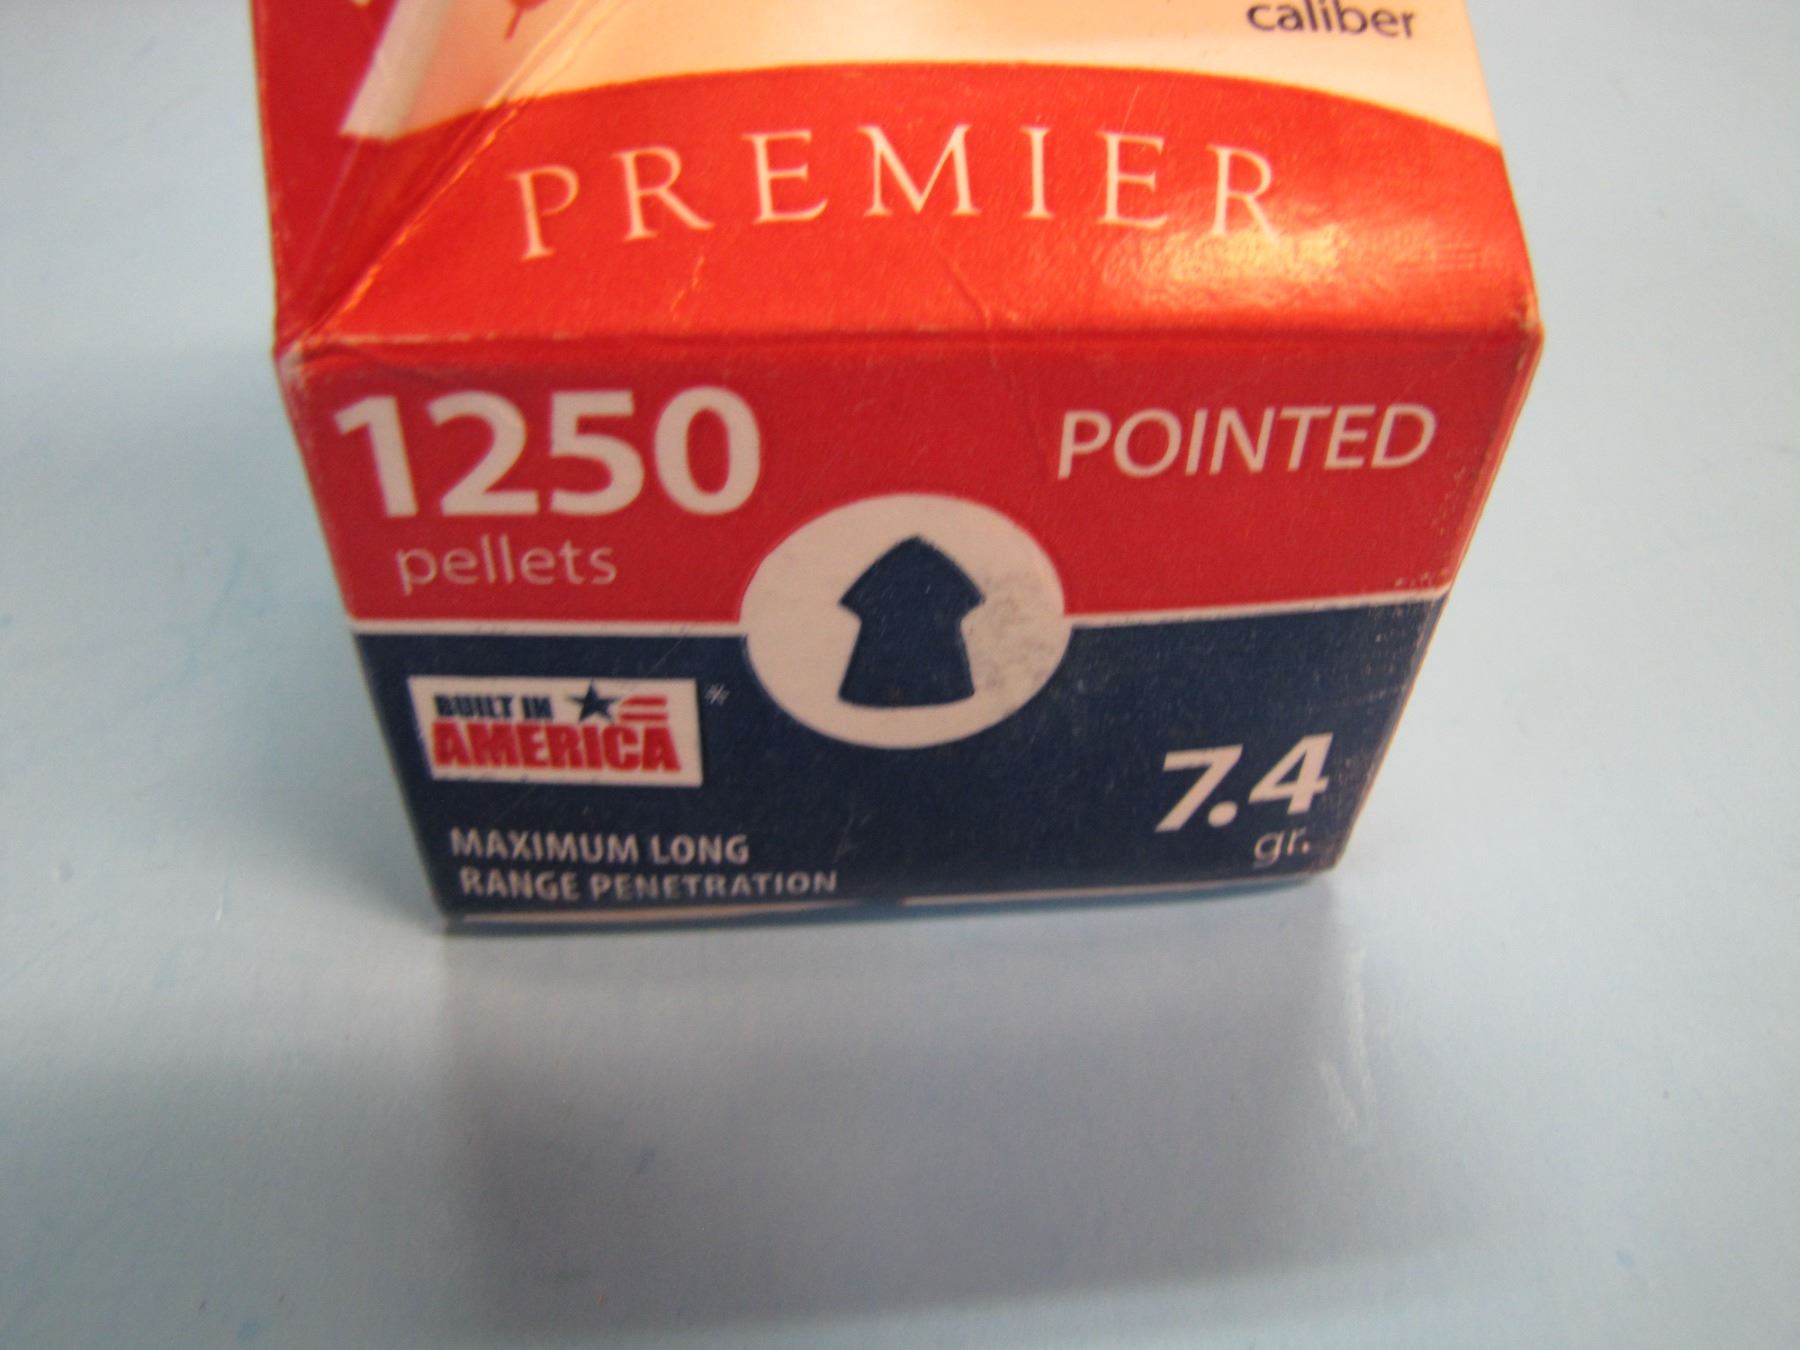 caliber
PREMIER
1250
pellets
POINTED
BUILT IN
AMERICA
*
MAXIMUM LONG
RANGE PENETRATION
7.4
gr.